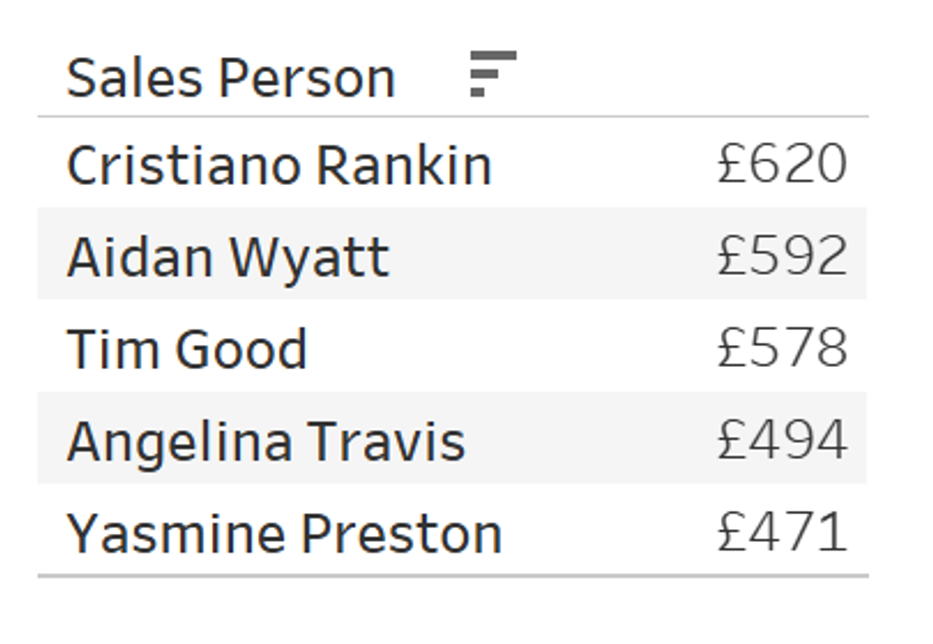 Sales Person
Cristiano Rankin £620
Aidan Wyatt £592
Tim Good £578
Angelina Travis £494
Yasmine Preston £471